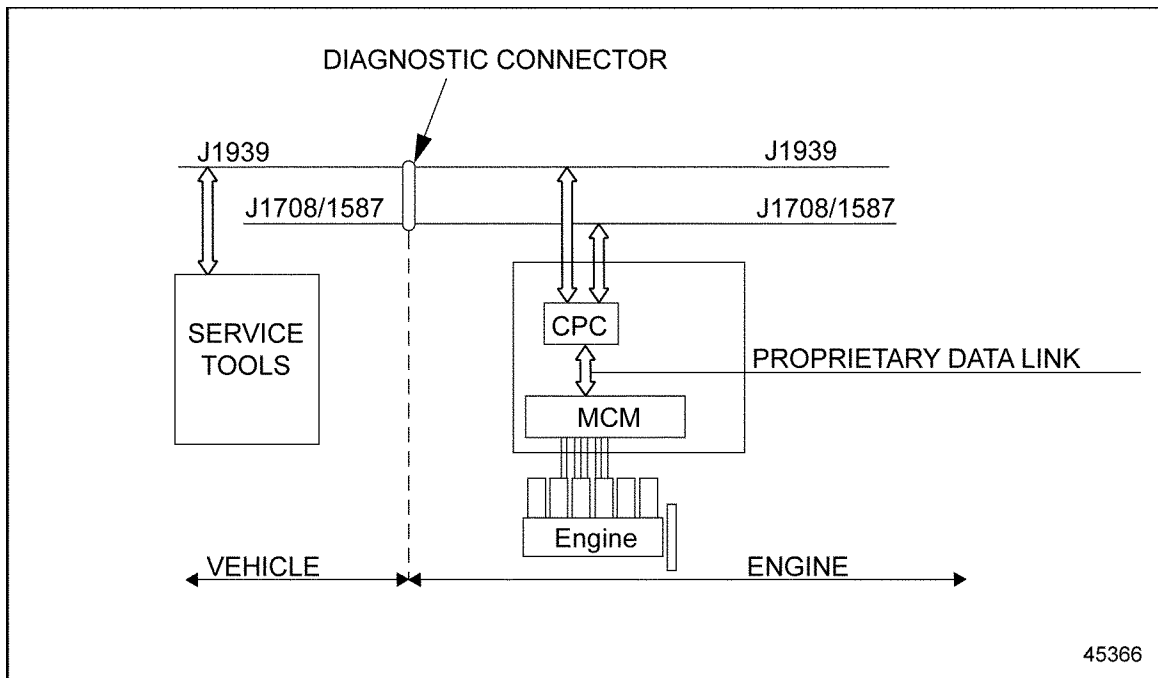 DIAGNOSTIC CONNECTOR
J1939
J1939
J1708/1587
J1708/1587
SERVICE
TOOLS
CPC
PROPRIETARY DATA LINK
MCM
Engine
VEHICLE
ENGINE
45366